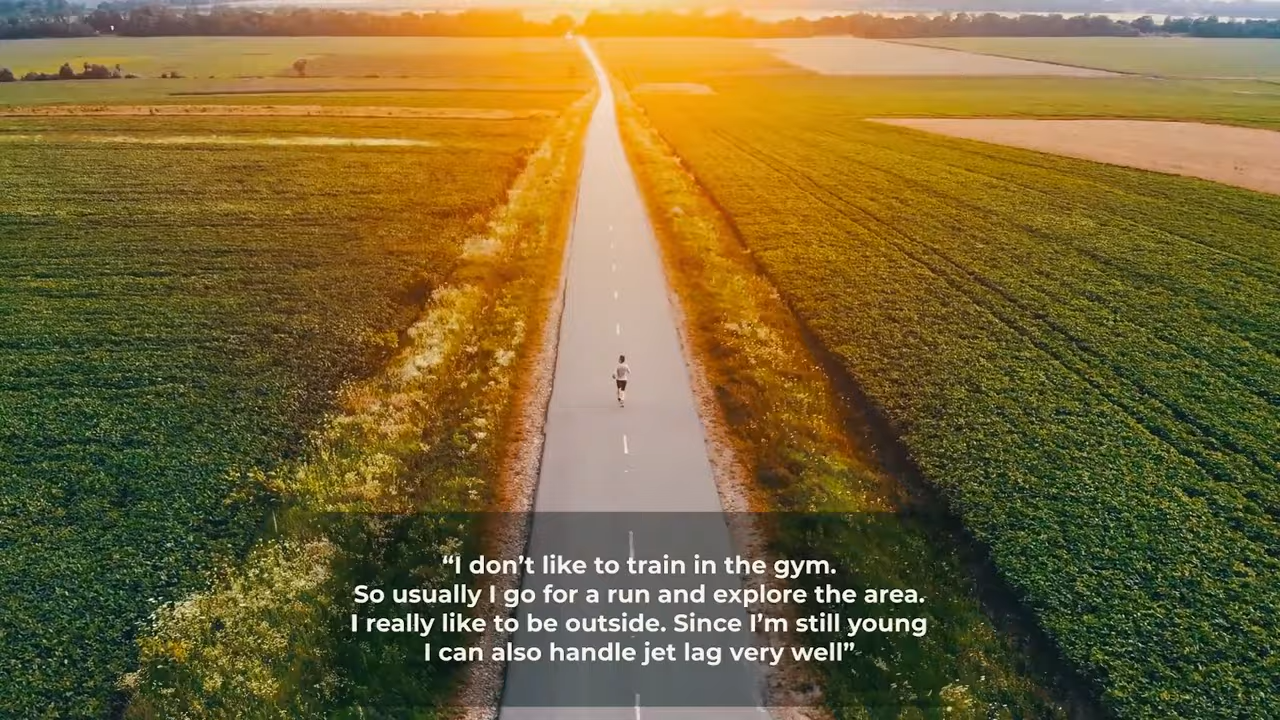 “I don’t like to train in the gym.
So usually I go for a run and explore the area.
I really like to be outside. Since I’m still young
I can also handle jet lag very well”